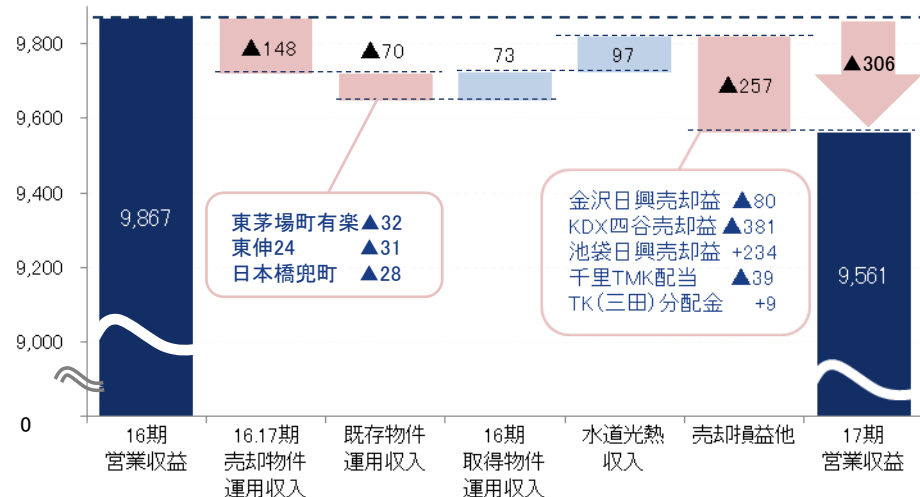 9,800
9,600
9,400
9,200
9,000
0
9,867
▲148
▲70
73
97
▲257
▲306
9,561
東茅場町有楽▲32
東伸24 ▲31
日本橋兜町 ▲28
金沢日興売却益 ▲80
KDX四谷売却益 ▲381
池袋日興売却益 +234
千里TMK配当 ▲39
TK(三田)分配金 +9
16期
営業収益
16.17期
売却物件
運用収入
既存物件
運用収入
16期
取得物件
運用収入
水道光熱
収入
売却損益他
17期
営業収益